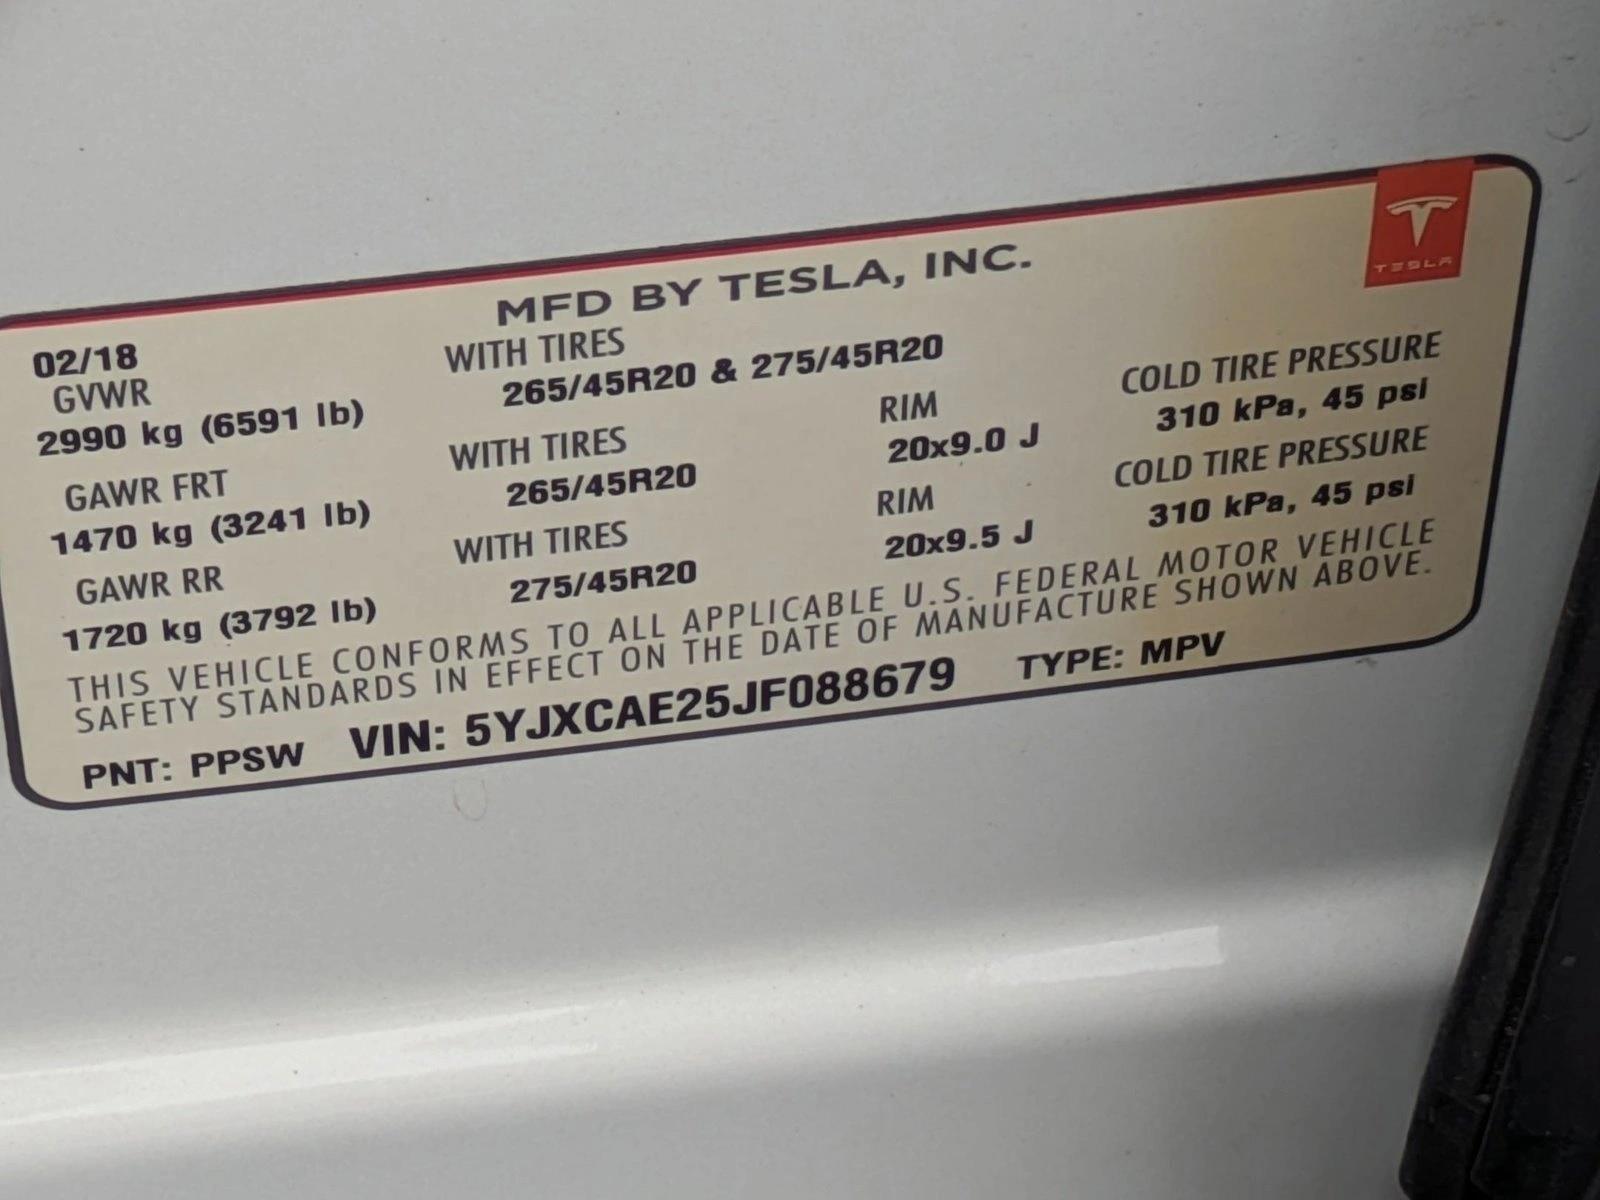 TESLA
MFD BY TESLA, INC.
02/18
GVWR
2990 kg (6591 lb)
WITH TIRES
265/45R20 & 275/45R20
GAWR FRT
1470 kg (3241 lb)
WITH TIRES
265/45R20
RIM
20x9.0 J
COLD TIRE PRESSURE
310 kPa, 45 psi
GAWR RR
1720 kg (3792 lb)
WITH TIRES
275/45R20
RIM
20x9.5 J
COLD TIRE PRESSURE
310 kPa, 45 psi
THIS VEHICLE CONFORMS TO ALL APPLICABLE U.S. FEDERAL MOTOR VEHICLE
SAFETY STANDARDS IN EFFECT ON THE DATE OF MANUFACTURE SHOWN ABOVE.
PNT: PPSW VIN: 5YJXCAE25JF088679 TYPE: MPV